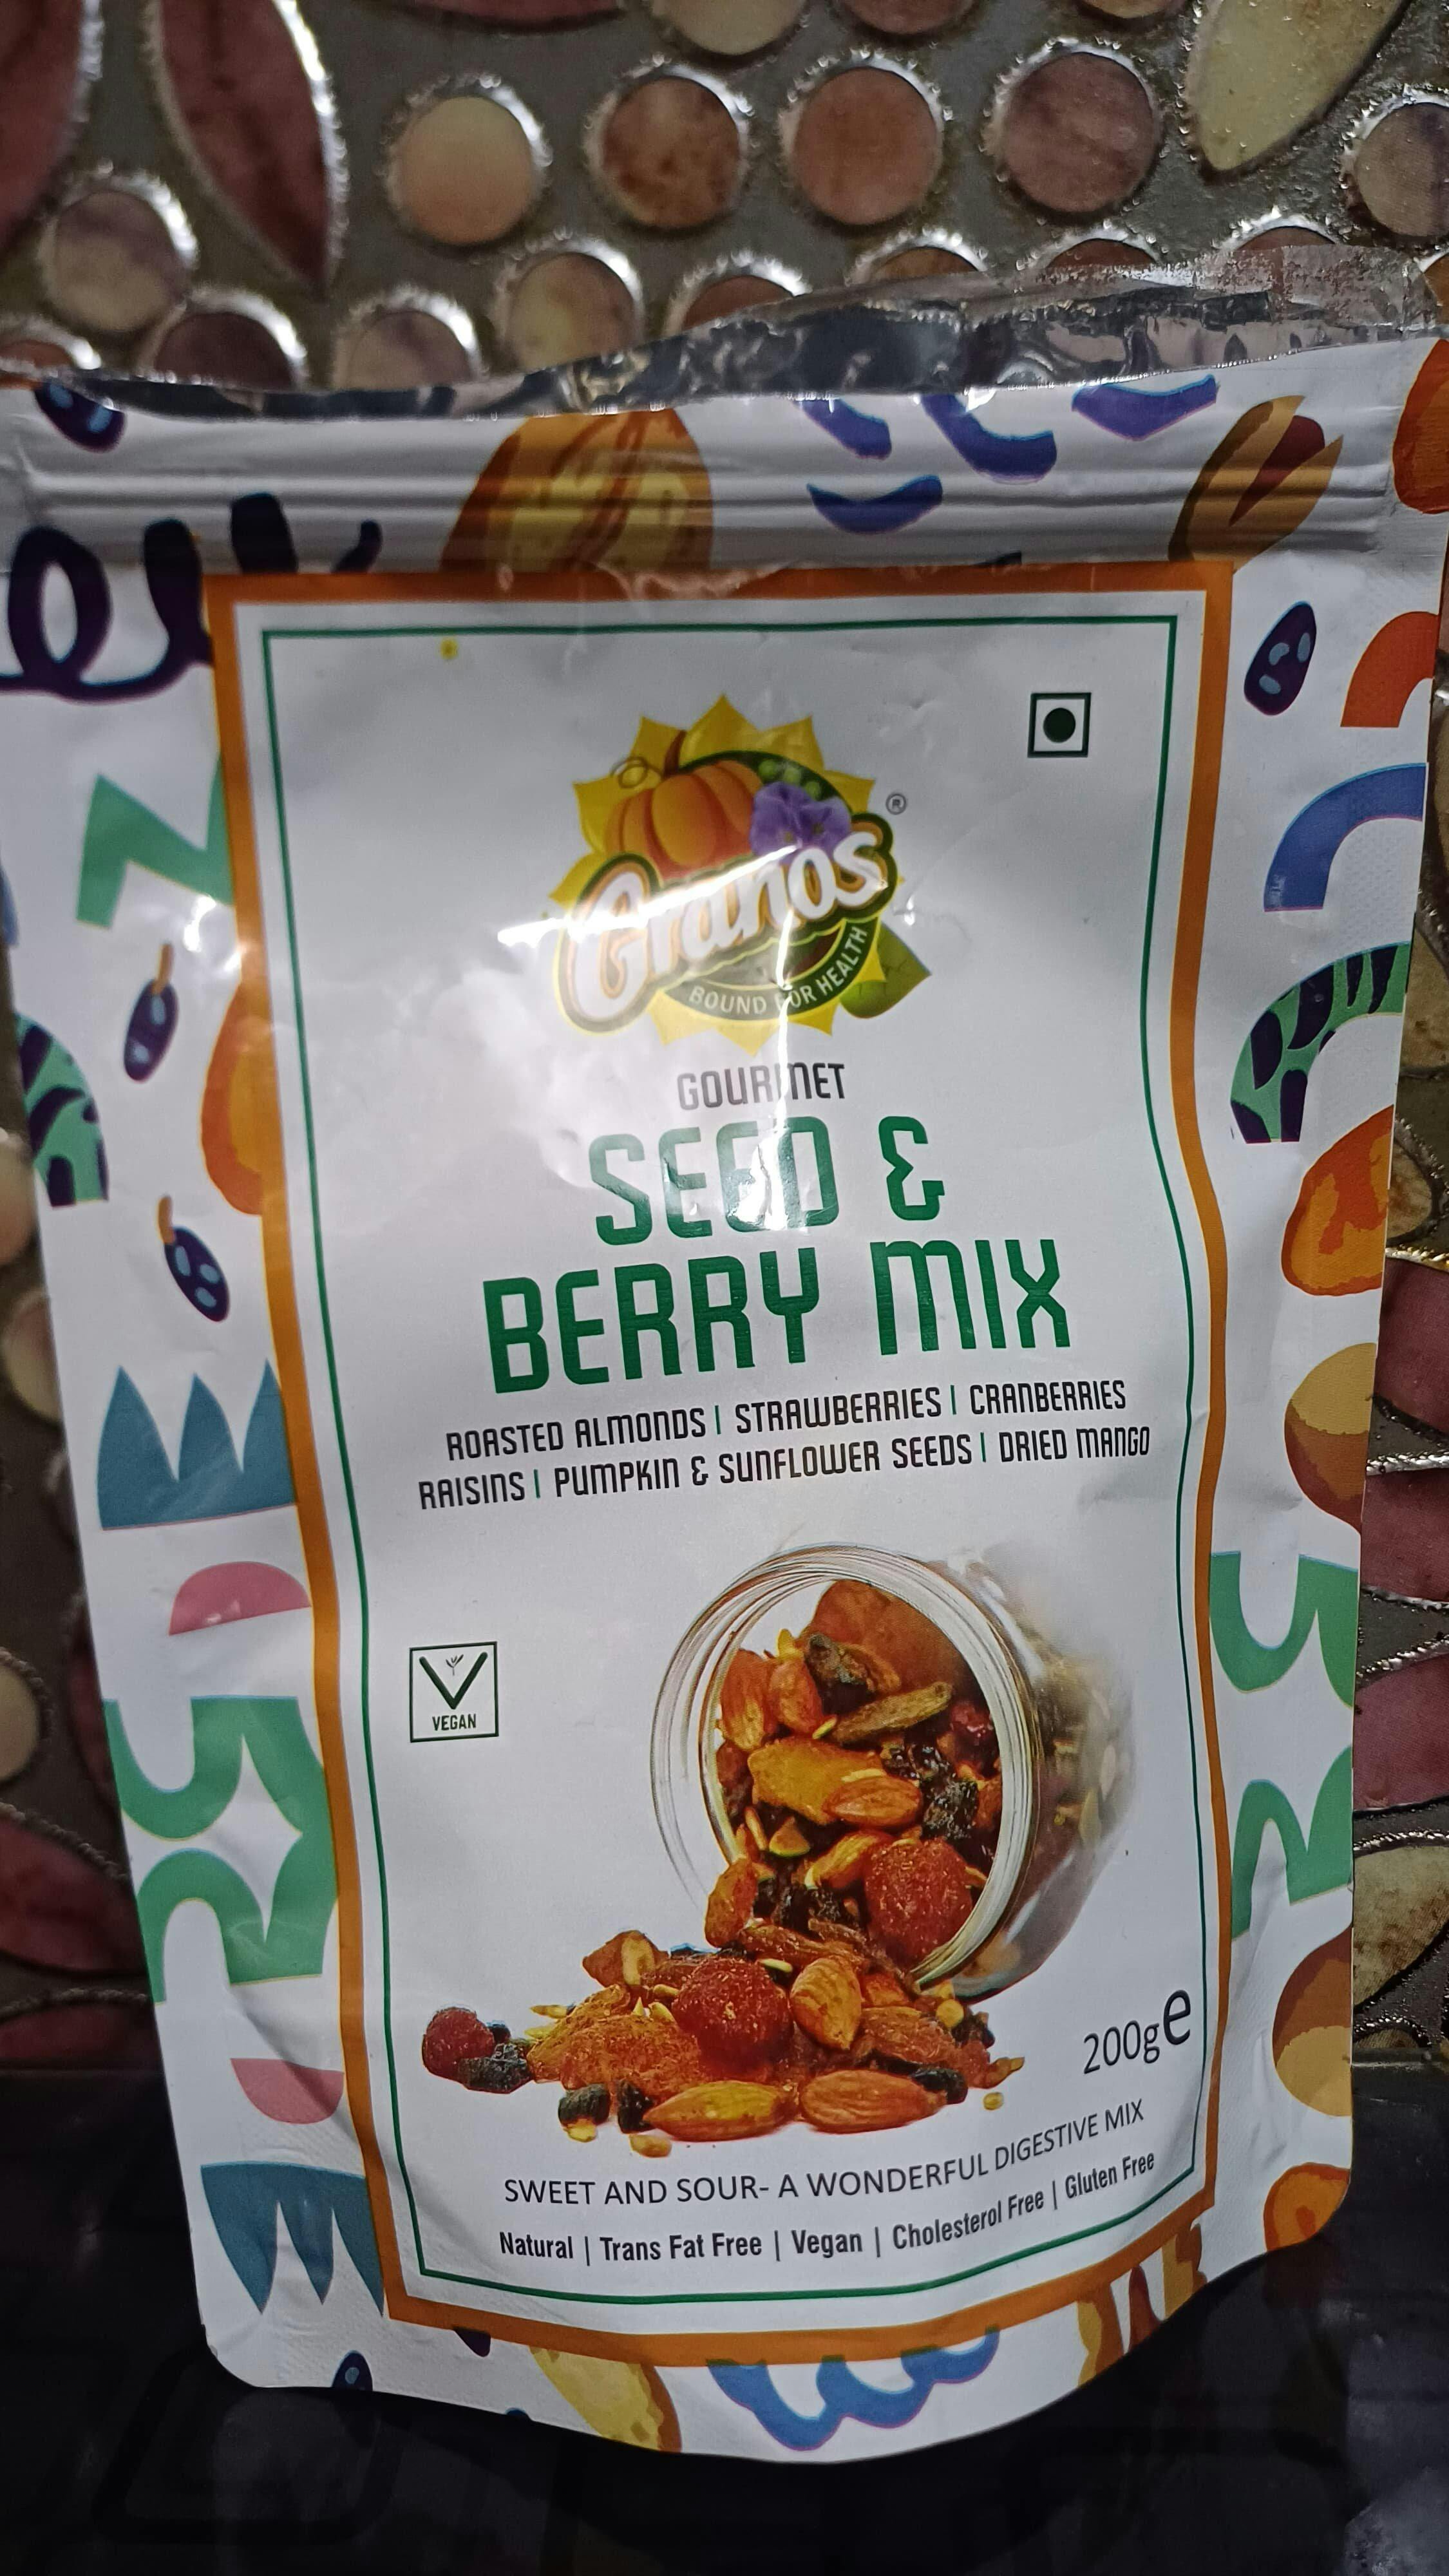 Granos
®
BOUND FOR HEALTH
GOURMET
SEED &
BERRY MIX
ROASTED ALMONDS | STRAWBERRIES | CRANBERRIES
RAISINS | PUMPKIN & SUNFLOWER SEEDS | DRIED MANGO
VEGAN
200g e
SWEET AND SOUR- A WONDERFUL DIGESTIVE MIX
Natural | Trans Fat Free | Vegan | Cholesterol Free | Gluten Free